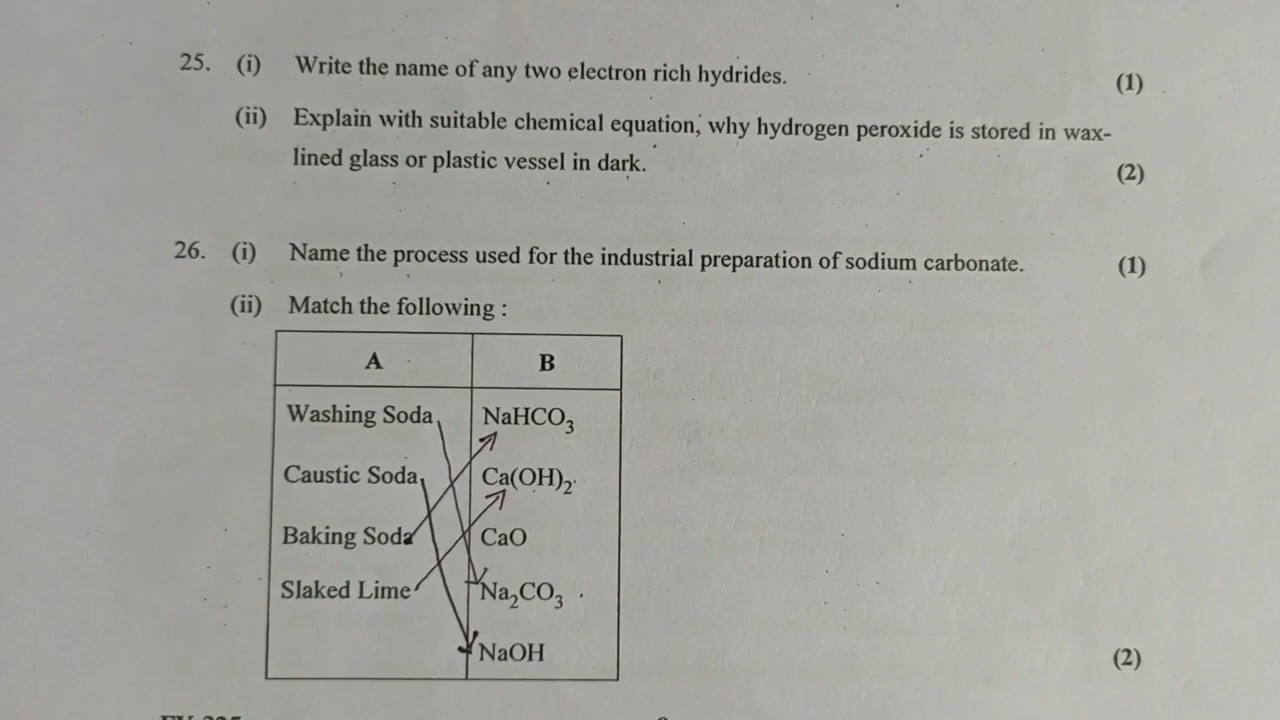 25. (i) Write the name of any two electron rich hydrides. (1)
(ii) Explain with suitable chemical equation, why hydrogen peroxide is stored in wax-
lined glass or plastic vessel in dark. (2)
26. (i) Name the process used for the industrial preparation of sodium carbonate. (1)
(ii) Match the following :
A B
Washing Soda NaHCO₃
Caustic Soda Ca(OH)₂
Baking Soda CaO
Slaked Lime Na₂CO₃
NaOH
(2)